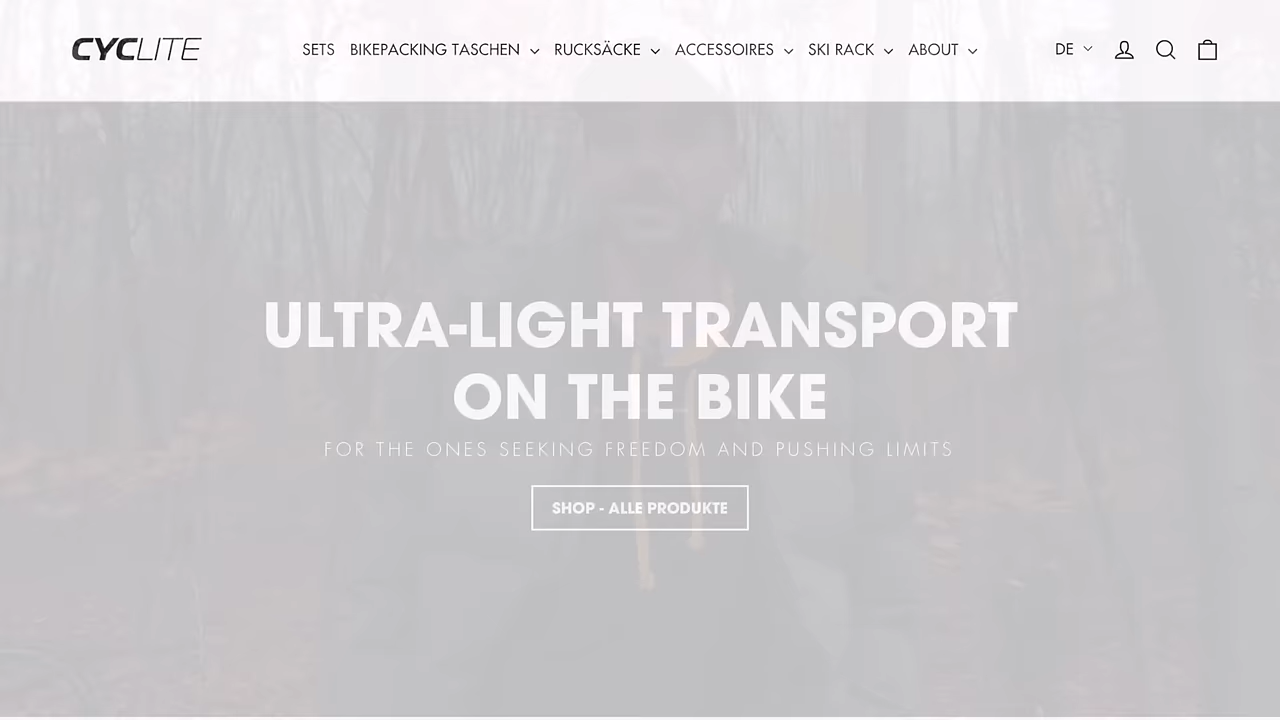 CYCLITE
SETS BIKEPACKING TASCHEN RUCKSÄCKE ACCESSOIRES SKI RACK ABOUT DE
ULTRA-LIGHT TRANSPORT
ON THE BIKE
FOR THE ONES SEEKING FREEDOM AND PUSHING LIMITS
SHOP - ALLE PRODUKTE